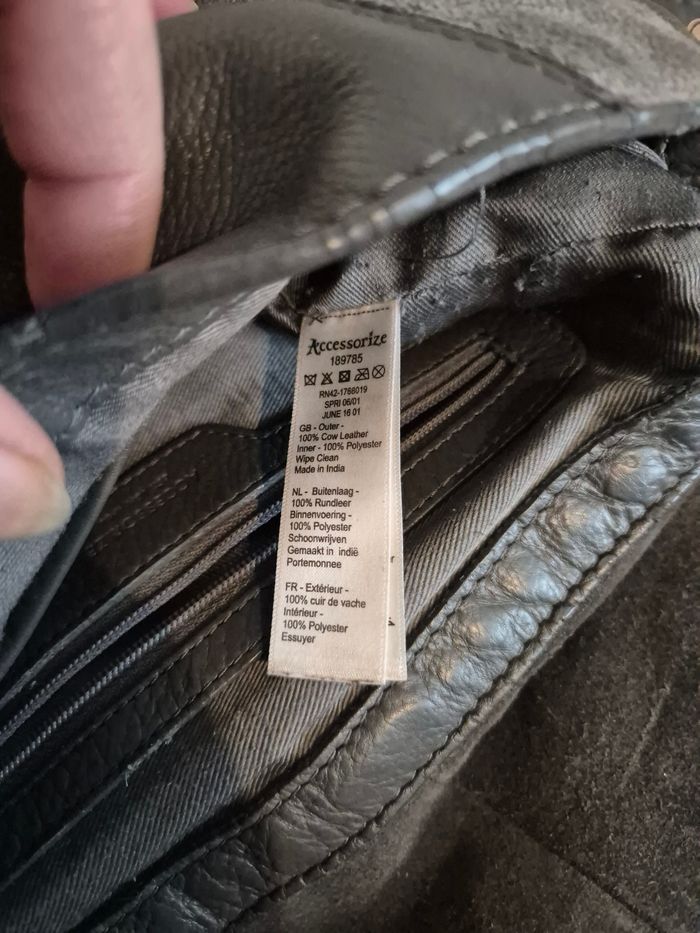 Accessorize
189785
RN42-1768019
SPRI 06/01
JUNE 16 01
GB - Outer -
100% Cow Leather
Inner - 100% Polyester
Wipe Clean
Made in India
NL - Buitenlaag -
100% Rundleer
Binnenvoering -
100% Polyester
Schoonwrijven
Gemaakt in indië
Portemonnee
FR - Extérieur -
100% cuir de vache
Intérieur -
100% Polyester
Essuyer